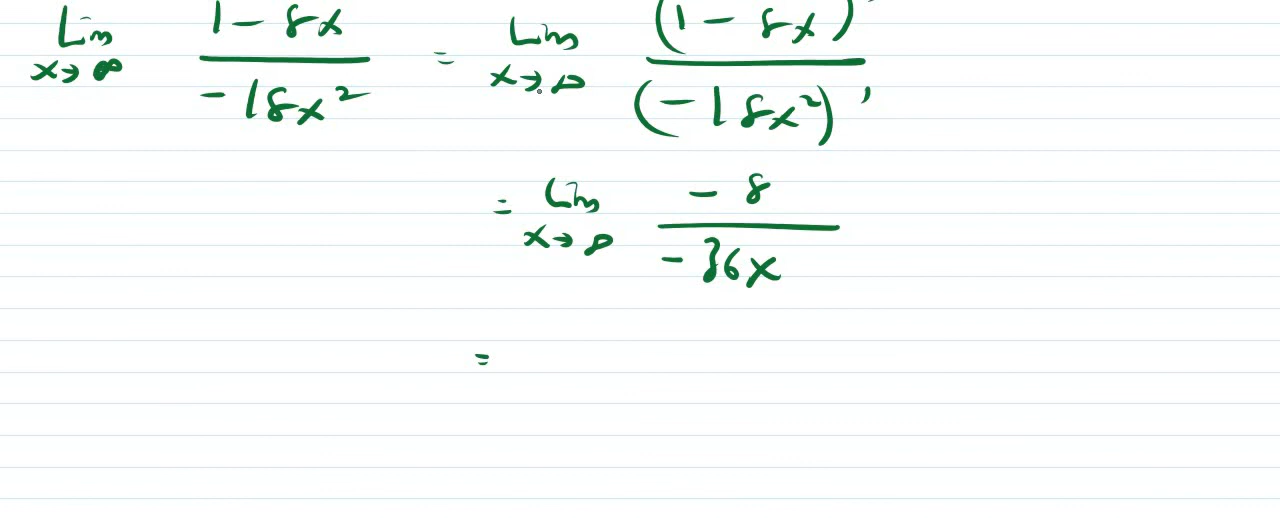 Lim x→∞ 1 - 8x / -18x² = Lim x→∞ (1 - 8x)' / (-18x²)'
= Lim x→∞ -8 / -36x
=